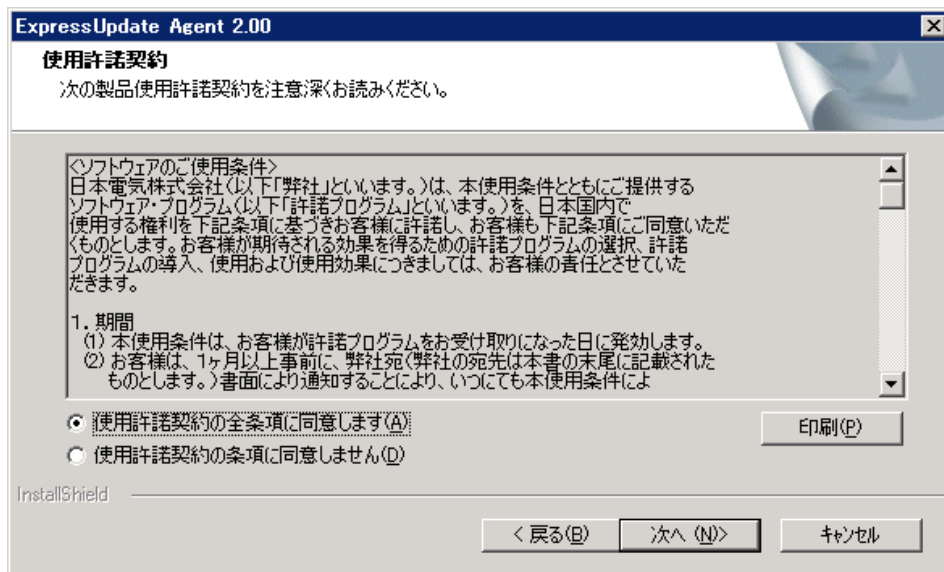 ExpressUpdate Agent 2.00
使用許諾契約
次の製品使用許諾契約を注意深くお読みください。
<ソフトウェアのご使用条件>
日本電気株式会社(以下「弊社」といいます。)は、本使用条件とともにご提供する
ソフトウェア・プログラム(以下「許諾プログラム」といいます。)を、日本国内で
使用する権利を下記条項に基づきお客様に許諾し、お客様も下記条項にご同意いただ
くものとします。お客様が期待される効果を得るための許諾プログラムの選択、許諾
プログラムの導入、使用および使用効果につきましては、お客様の責任とさせていた
だきます。
1. 期間
(1) 本使用条件は、お客様が許諾プログラムをお受け取りになった日に発効します。
(2) お客様は、1ヶ月以上事前に、弊社宛(弊社の宛先は本書の末尾に記載された
ものとします。)書面により通知することにより、いつにても本使用条件によ
使用許諾契約の全条項に同意します(A)
印刷(P)
使用許諾契約の条項に同意しません(D)
InstallShield
< 戻る(B)
次へ (N)>
キャンセル